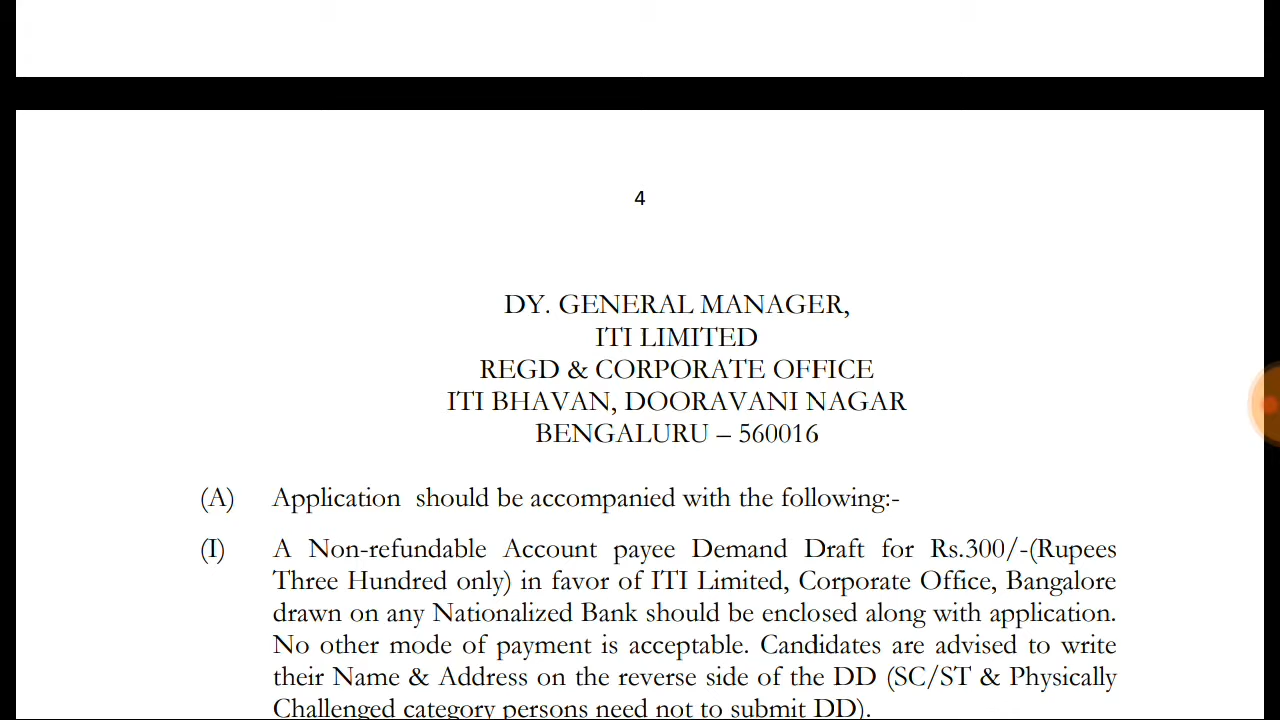 4
DY. GENERAL MANAGER,
ITI LIMITED
REGD & CORPORATE OFFICE
ITI BHAVAN, DOORAVANI NAGAR
BENGALURU – 560016
(A) Application should be accompanied with the following:-
(I) A Non-refundable Account payee Demand Draft for Rs.300/-(Rupees
Three Hundred only) in favor of ITI Limited, Corporate Office, Bangalore
drawn on any Nationalized Bank should be enclosed along with application.
No other mode of payment is acceptable. Candidates are advised to write
their Name & Address on the reverse side of the DD (SC/ST & Physically
Challenged category persons need not to submit DD).